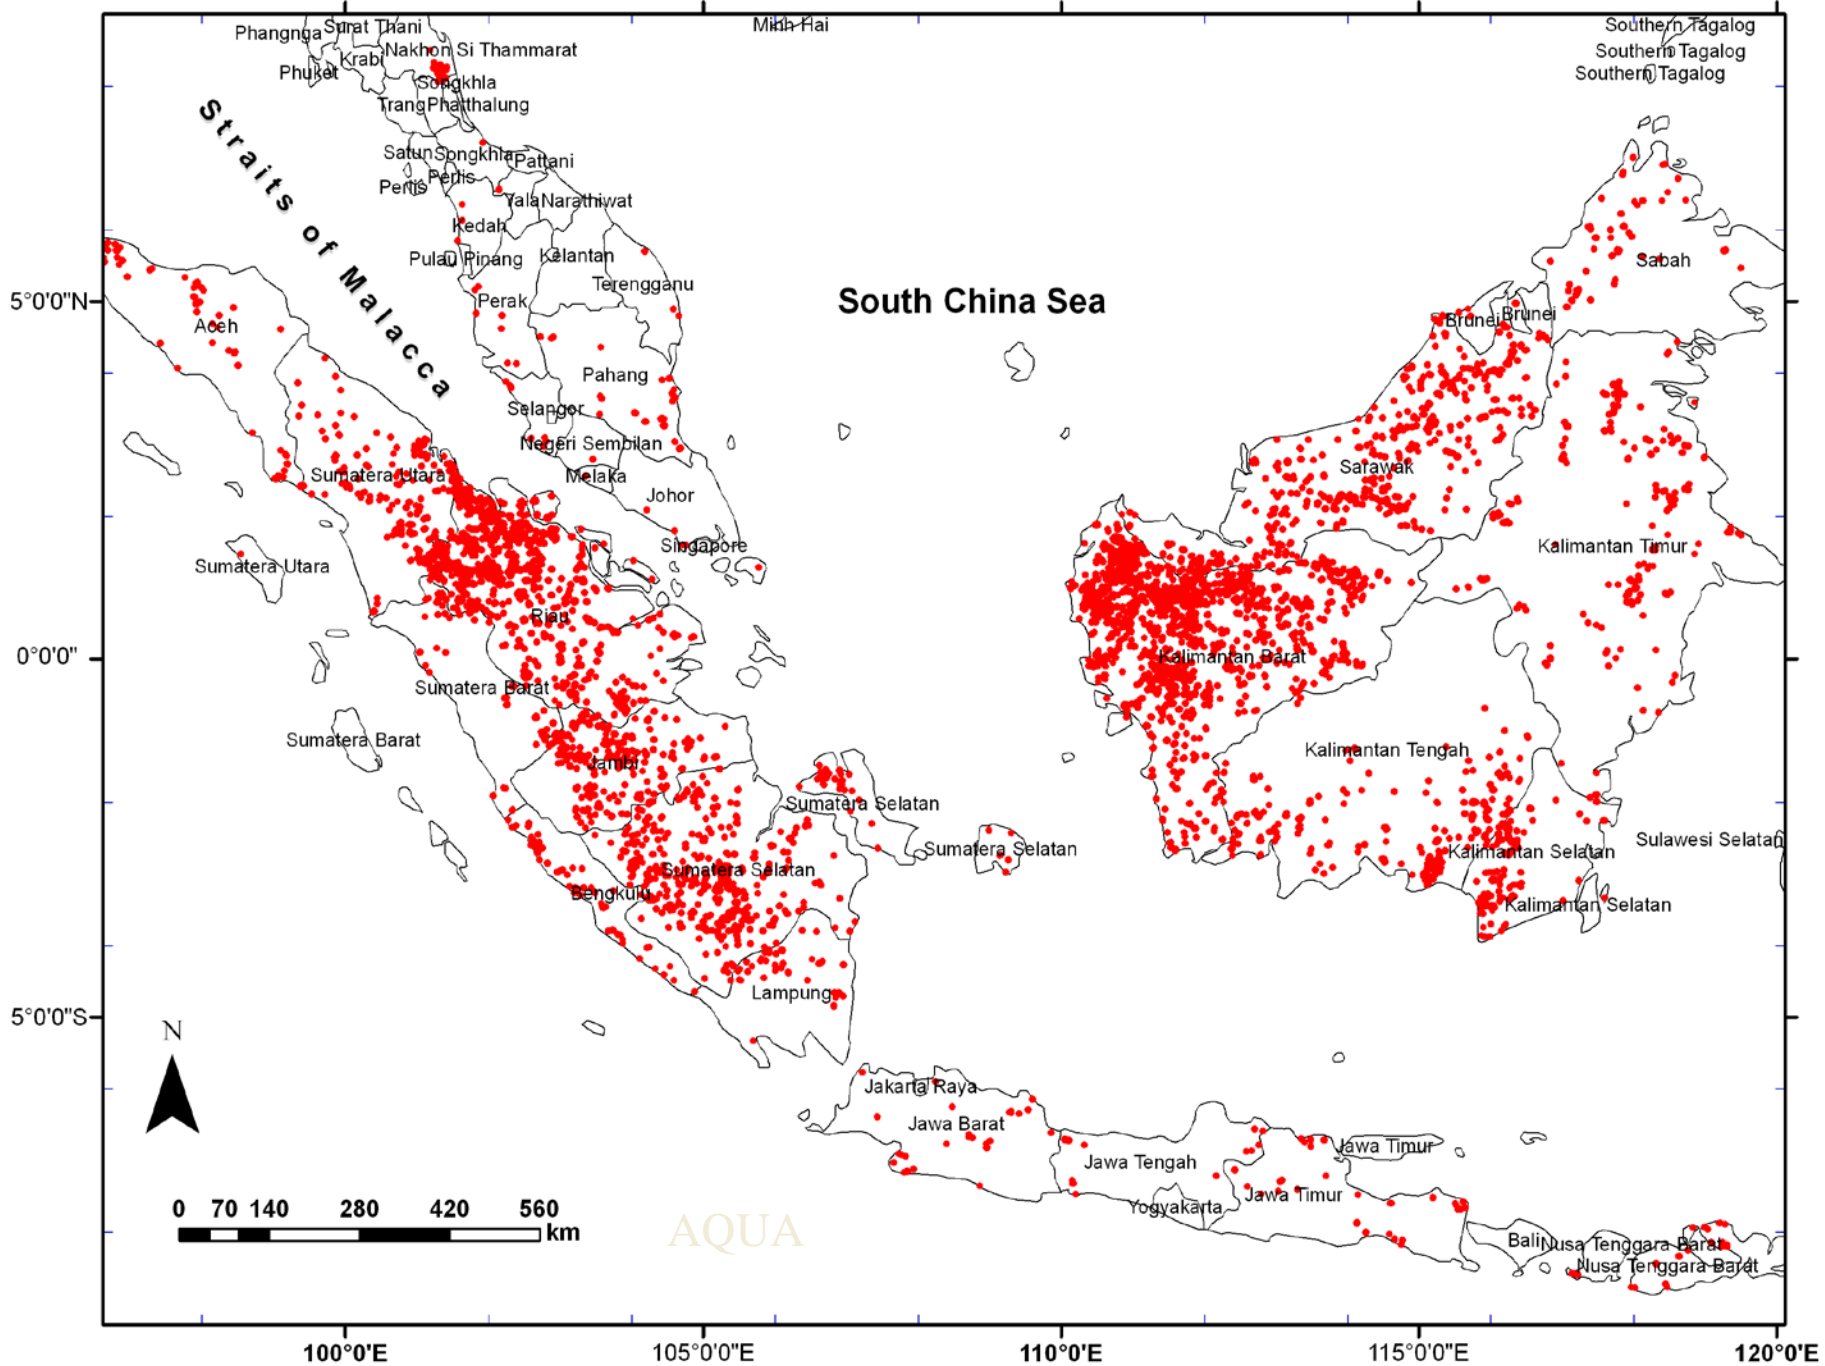 Surat Thani
Minh Hai
Southern Tagalog
Phangnga
Nakhon Si Thammarat
Southern Tagalog
Krabi
Phuket
Southern Tagalog
Songkhla
Trang
Phatthalung
Straits of Malacca
Satun
Songkhla
Pattani
Perlis
Perlis
Yala
Narathiwat
Kedah
Pulau Pinang
Kelantan
Sabah
Terengganu
5°0'0"N
Perak
South China Sea
Brunei
Brunei
Aceh
Pahang
Selangor
Negeri Sembilan
Sarawak
Sumatera Utara
Melaka
Johor
Singapore
Kalimantan Timur
Sumatera Utara
Riau
0°0'0"
Kalimantan Barat
Sumatera Barat
Sumatera Barat
Kalimantan Tengah
Jambi
Sumatera Selatan
Sulawesi Selatan
Sumatera Selatan
Kalimantan Selatan
Sumatera Selatan
Bengkulu
Kalimantan Selatan
Lampung
5°0'0"S
N
Jakarta Raya
Jawa Barat
Jawa Timur
Jawa Tengah
Jawa Timur
Yogyakarta
0 70 140 280 420 560
km
AQUA
Bali
Nusa Tenggara Barat
Nusa Tenggara Barat
100°0'E
105°0'0"E
110°0'E
115°0'0"E
120°0'E